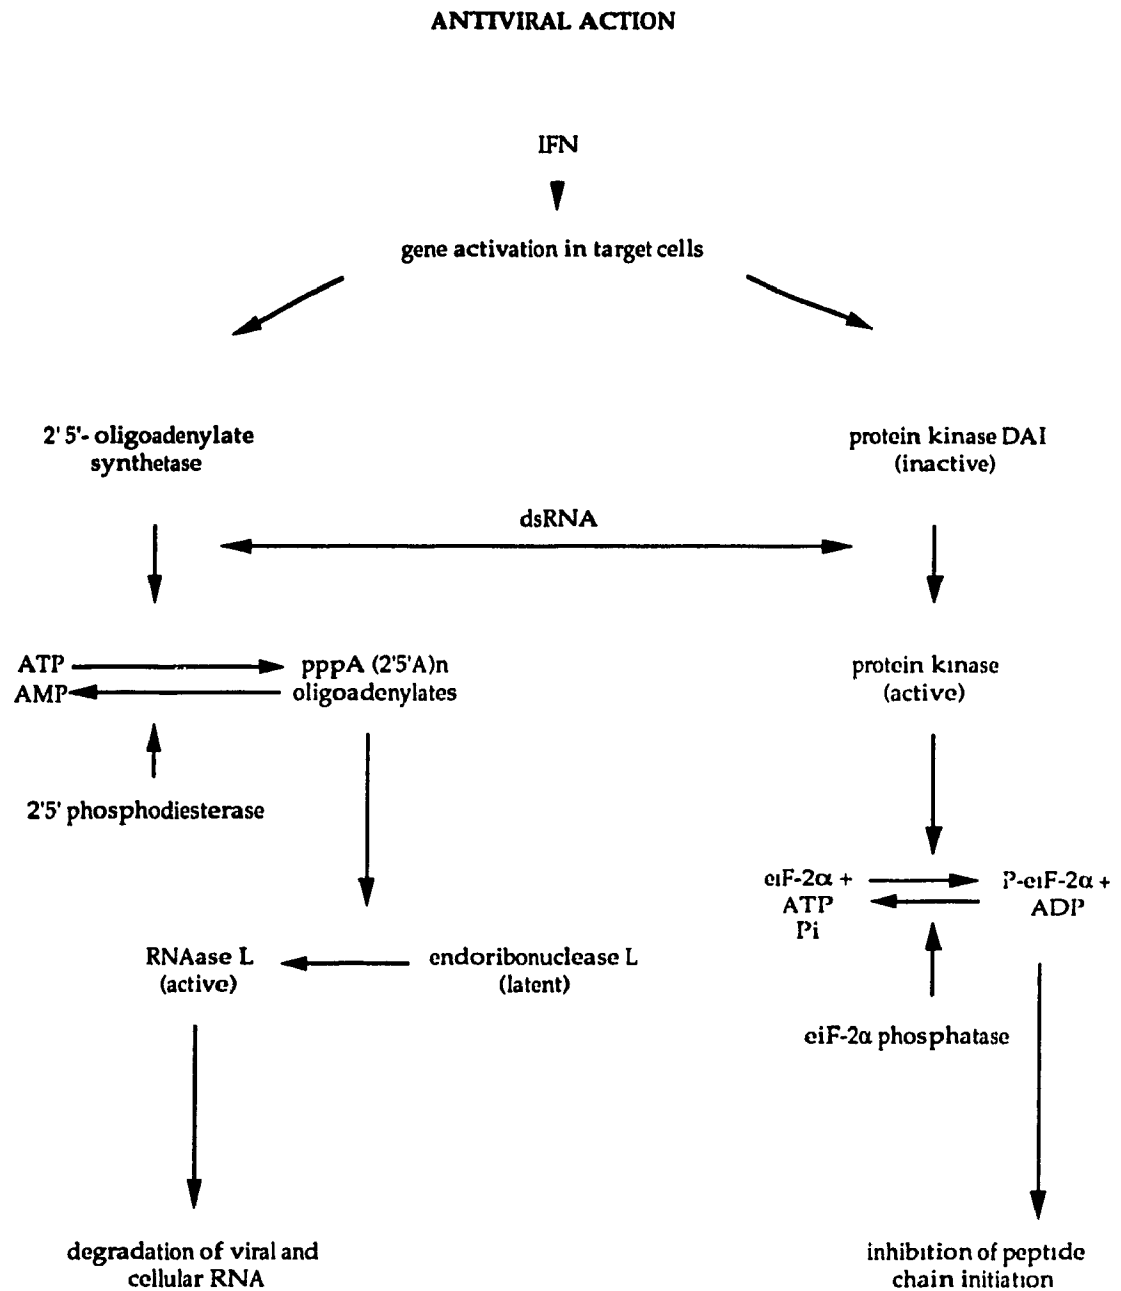 ANTIVIRAL ACTION
IFN
gene activation in target cells
2' 5'- oligoadenylate
synthetase
protein kinase DAI
(inactive)
dsRNA
ATP
AMP
pppA (2'5'A)n
oligoadenylates
protein kinase
(active)
2'5' phosphodiesterase
eiF-2α +
ATP
Pi
P-eiF-2α +
ADP
RNAase L
(active)
endoribonuclease L
(latent)
eiF-2α phosphatase
degradation of viral and
cellular RNA
inhibition of peptide
chain initiation